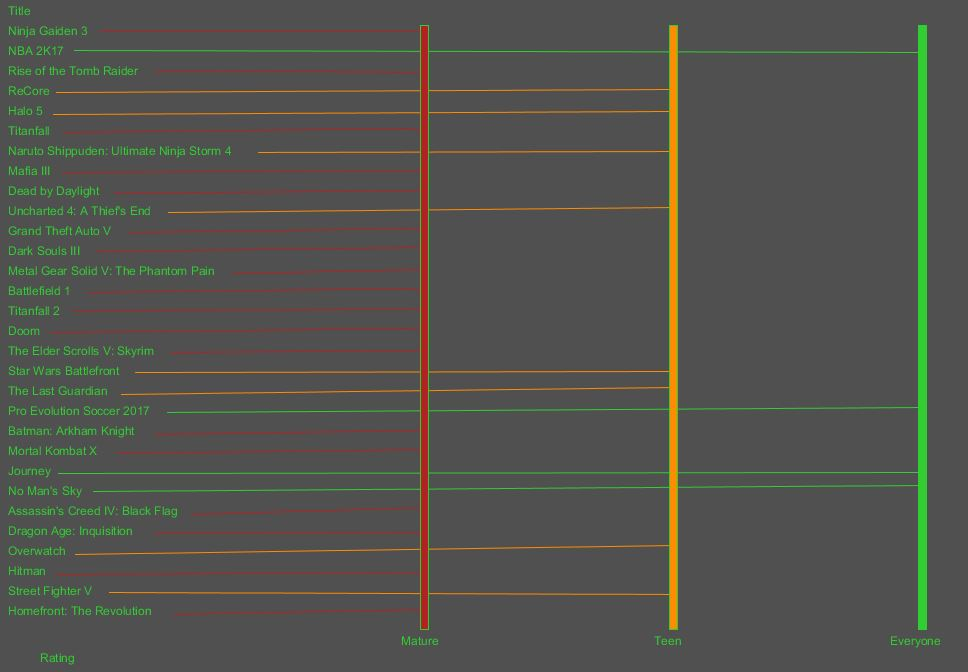 Title
Ninja Gaiden 3
NBA 2K17
Rise of the Tomb Raider
ReCore
Halo 5
Titanfall
Naruto Shippuden: Ultimate Ninja Storm 4
Mafia III
Dead by Daylight
Uncharted 4: A Thief's End
Grand Theft Auto V
Dark Souls III
Metal Gear Solid V: The Phantom Pain
Battlefield 1
Titanfall 2
Doom
The Elder Scrolls V: Skyrim
Star Wars Battlefront
The Last Guardian
Pro Evolution Soccer 2017
Batman: Arkham Knight
Mortal Kombat X
Journey
No Man's Sky
Assassin's Creed IV: Black Flag
Dragon Age: Inquisition
Overwatch
Hitman
Street Fighter V
Homefront: The Revolution
Mature Teen Everyone
Rating